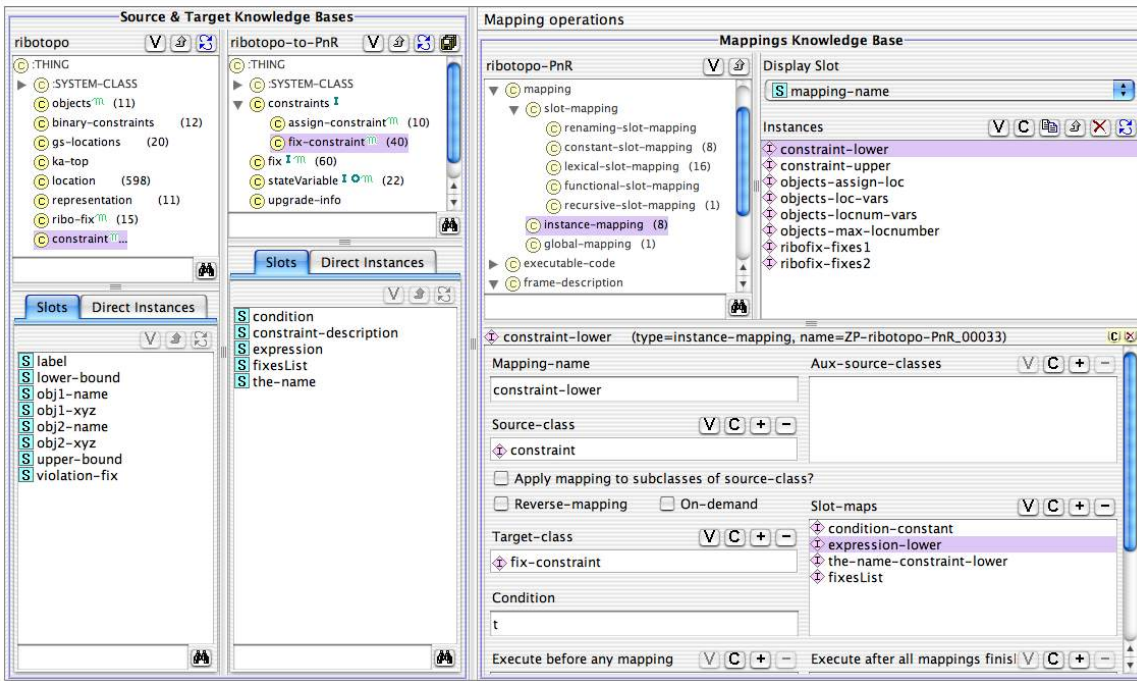 Source & Target Knowledge Bases
ribotopo V
:THING
:SYSTEM-CLASS
objects m (11)
binary-constraints (12)
gs-locations (20)
ka-top
location (598)
representation (11)
ribo-fix m (15)
constraint m...
Slots Direct Instances
V
S label
S lower-bound
S obj1-name
S obj1-xyz
S obj2-name
S obj2-xyz
S upper-bound
S violation-fix
ribotopo-to-PnR V
C :THING
C :SYSTEM-CLASS
C constraints I
C assign-constraint m (10)
C fix-constraint m (40)
C fix I m (60)
C stateVariable I O m (22)
C upgrade-info
Slots Direct Instances
V
S condition
S constraint-description
S expression
S fixesList
S the-name
Mapping operations
Mappings Knowledge Base
ribotopo-PnR V
C mapping
C slot-mapping
C renaming-slot-mapping
C constant-slot-mapping (8)
C lexical-slot-mapping (16)
C functional-slot-mapping
C recursive-slot-mapping (1)
C instance-mapping (8)
C global-mapping (1)
C executable-code
C frame-description
Display Slot
S mapping-name
Instances V C
constraint-lower
constraint-upper
objects-assign-loc
objects-loc-vars
objects-locnum-vars
objects-max-locnumber
ribofix-fixes1
ribofix-fixes2
constraint-lower (type=instance-mapping, name=ZP-ribotopo-PnR_00033) C
Mapping-name
constraint-lower
Source-class V C + −
constraint
Apply mapping to subclasses of source-class?
Reverse-mapping On-demand
Target-class V C + −
fix-constraint
Condition
t
Execute before any mapping V C + −
Aux-source-classes V C + −
Slot-maps V C + −
condition-constant
expression-lower
the-name-constraint-lower
fixesList
Execute after all mappings finis V C + −